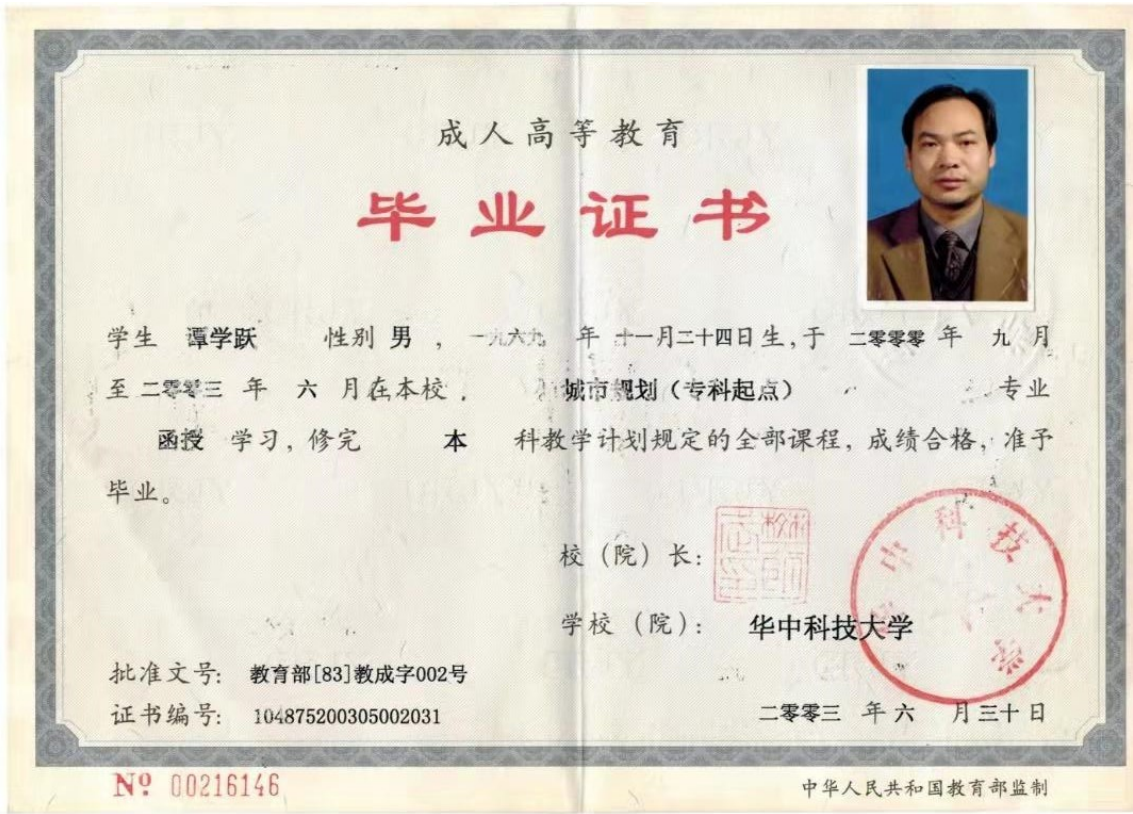 成人高等教育
毕业证书
学生 谭学跃 性别 男 , 一九六九 年 十一月二十四日生,于 二零零零 年 九 月
至 二零零三 年 六 月在本校 城市规划(专科起点) 专业
函授 学习,修完 本 科教学计划规定的全部课程,成绩合格,准予
毕业。
校(院)长:
学校(院): 华中科技大学
华中科技大学
批准文号: 教育部[83]教成字002号
证书编号: 104875200305002031
二零零三 年 六 月三十日
№ 00216146
中华人民共和国教育部监制